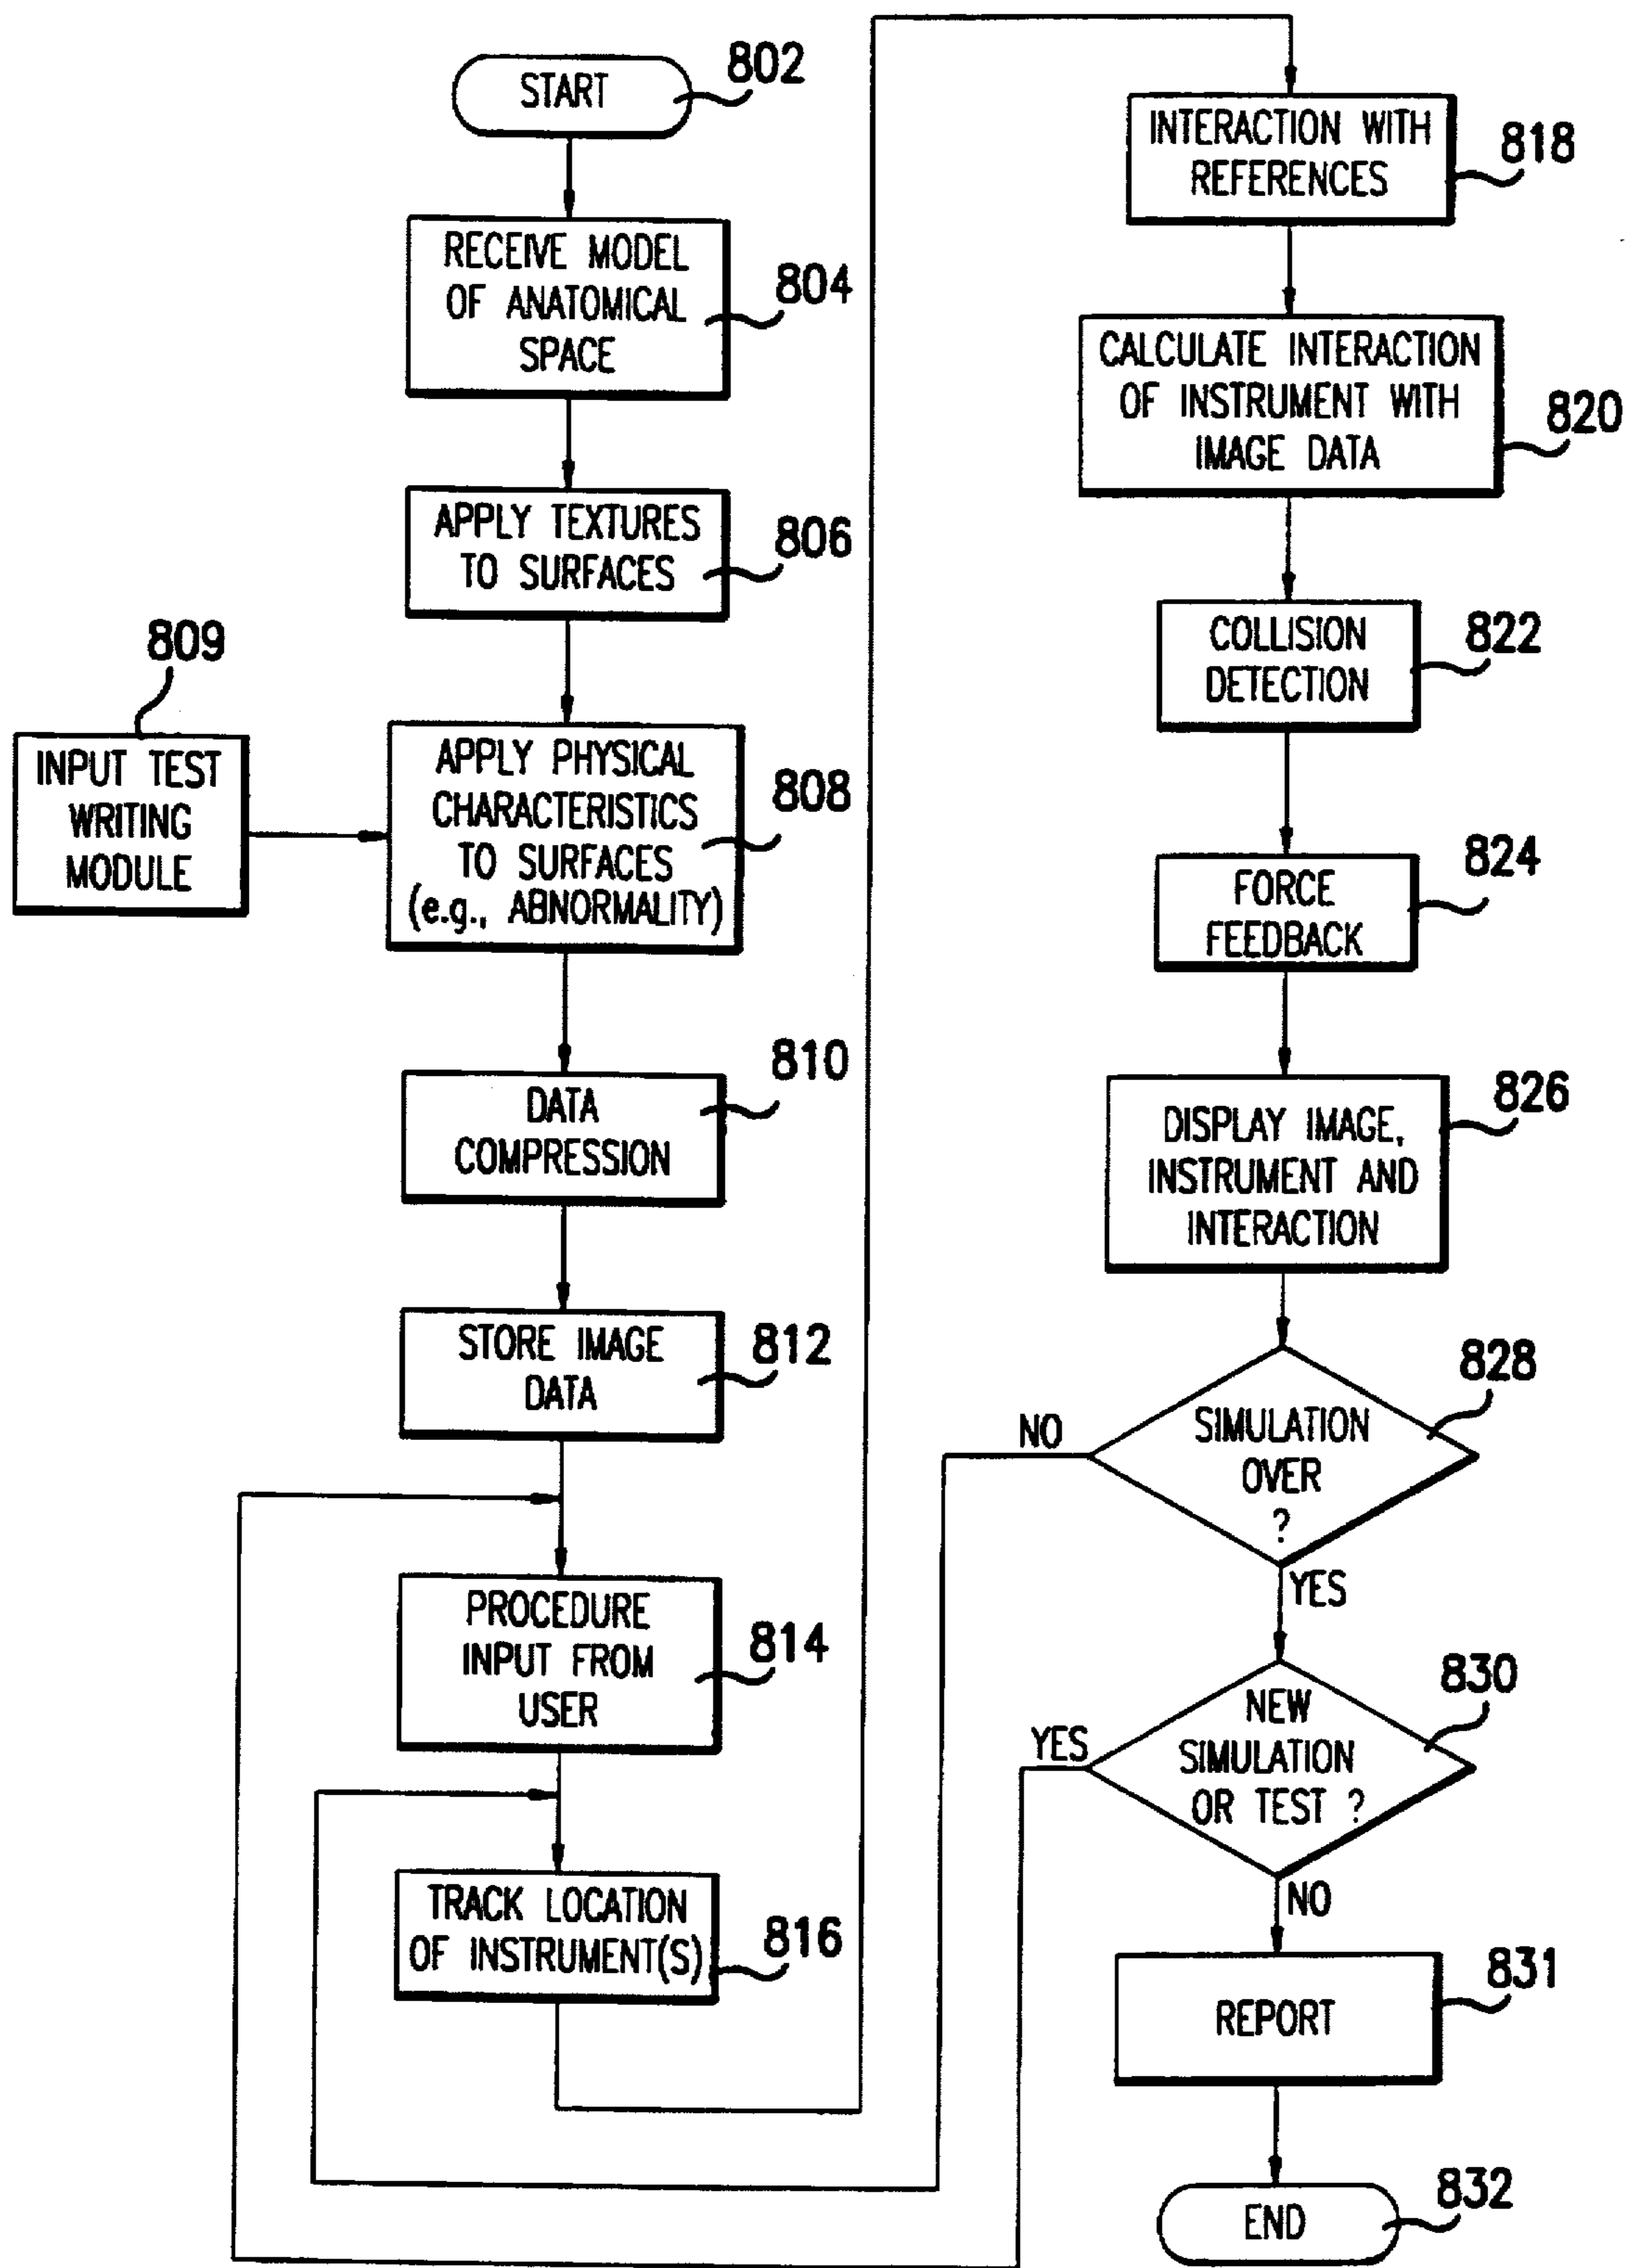 START
802
RECEIVE MODEL
OF ANATOMICAL
SPACE
804
APPLY TEXTURES
TO SURFACES
806
809
INPUT TEST
WRITING
MODULE
APPLY PHYSICAL
CHARACTERISTICS
TO SURFACES
(e.g., ABNORMALITY)
808
DATA
COMPRESSION
810
STORE IMAGE
DATA
812
PROCEDURE
INPUT FROM
USER
814
TRACK LOCATION
OF INSTRUMENT(S)
816
INTERACTION WITH
REFERENCES
818
CALCULATE INTERACTION
OF INSTRUMENT WITH
IMAGE DATA
820
COLLISION
DETECTION
822
FORCE
FEEDBACK
824
DISPLAY IMAGE,
INSTRUMENT AND
INTERACTION
826
SIMULATION
OVER
?
828
NO
YES
NEW
SIMULATION
OR TEST ?
830
YES
NO
REPORT
831
END
832